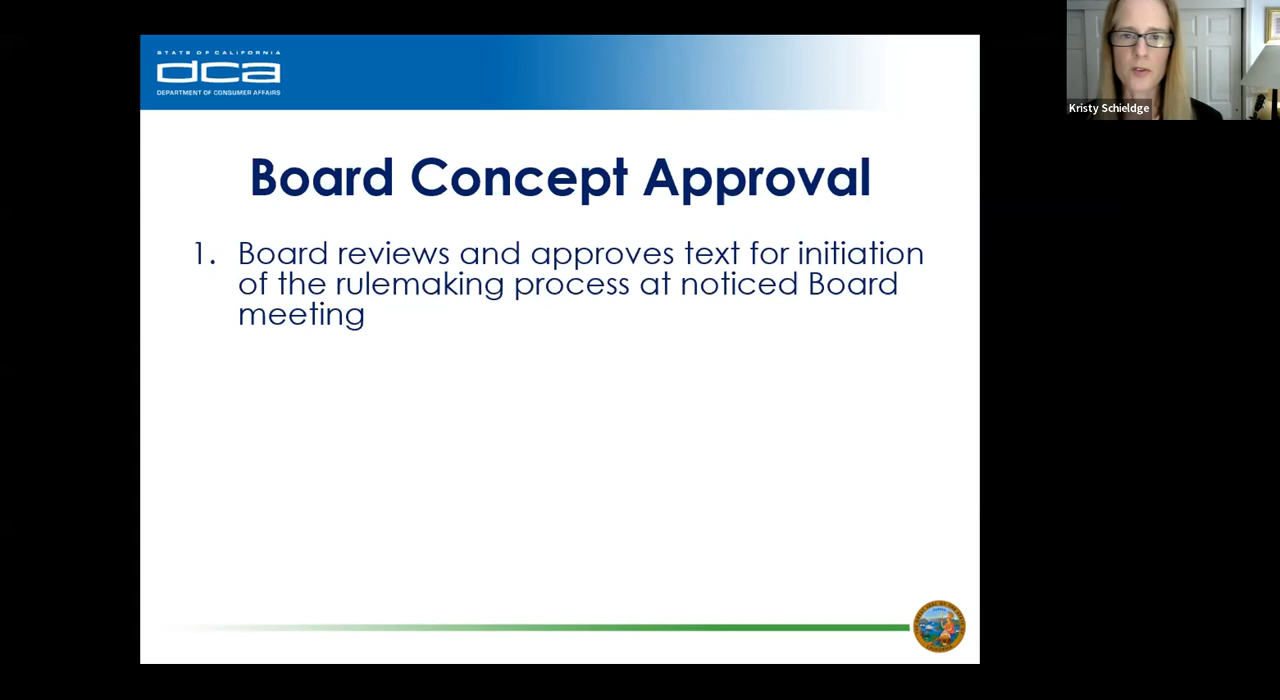 STATE OF CALIFORNIA
dca
DEPARTMENT OF CONSUMER AFFAIRS
Kristy Schieldge
Board Concept Approval
1. Board reviews and approves text for initiation
of the rulemaking process at noticed Board
meeting